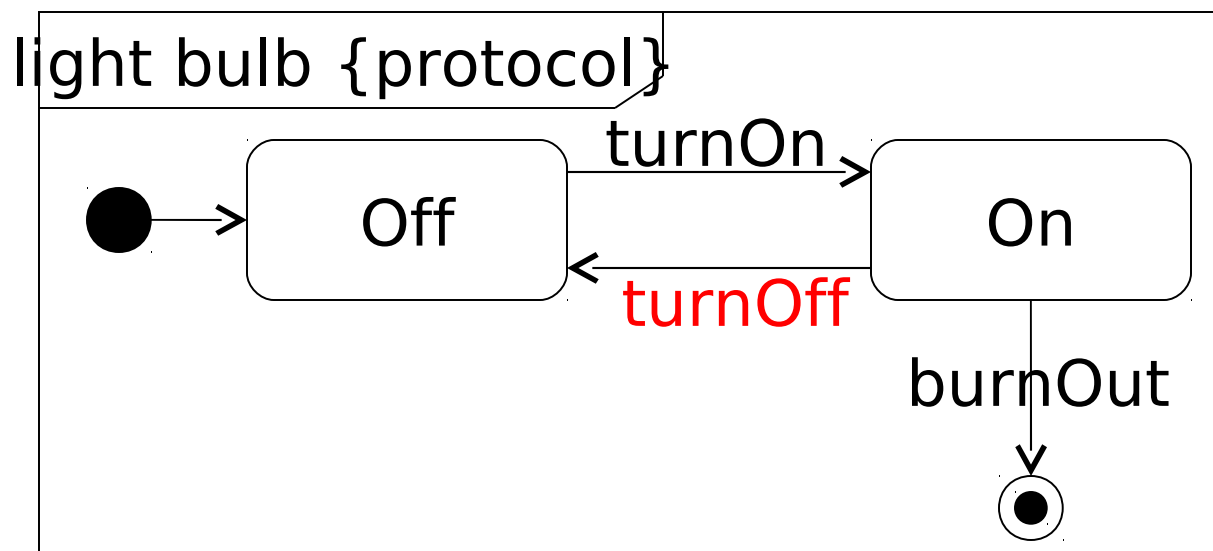 light bulb {protocol}
turnOn
Off
On
turnOff
burnOut